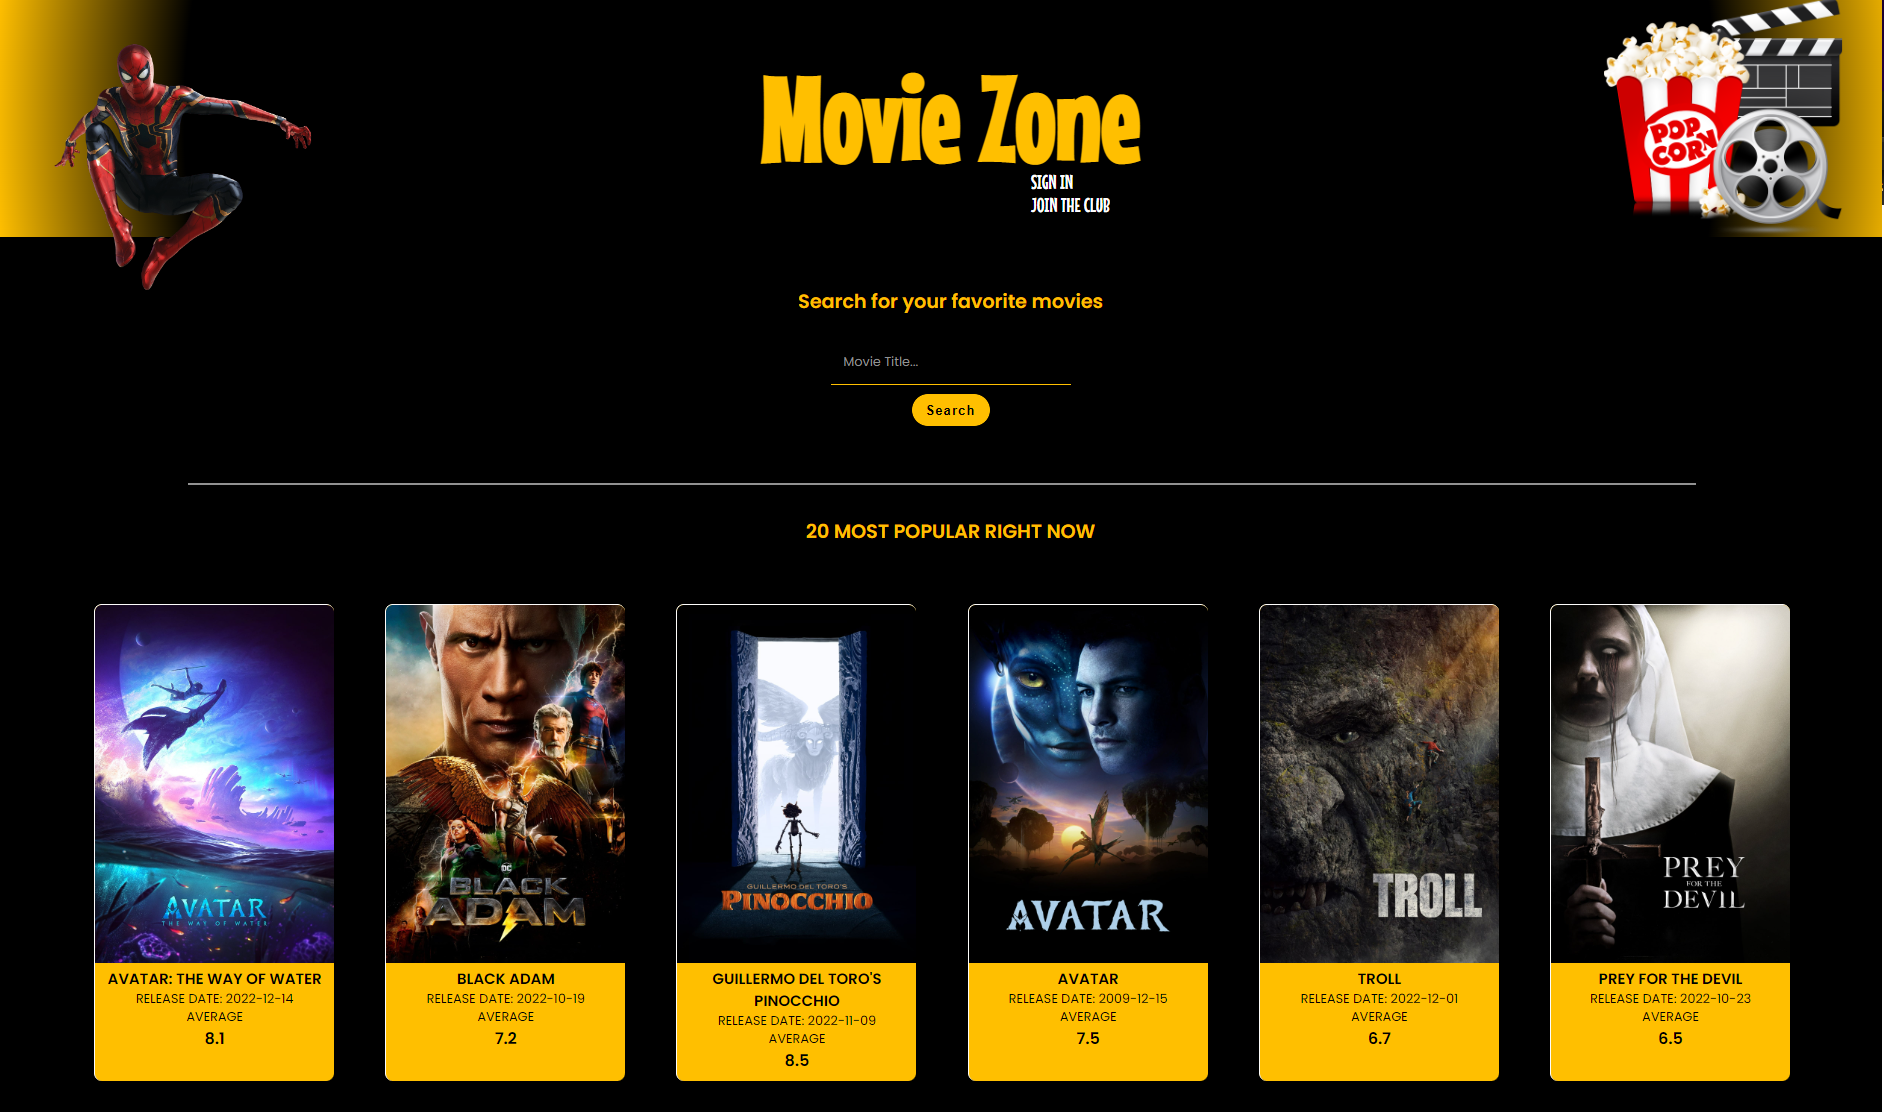 Movie Zone
SIGN IN
JOIN THE CLUB
POP
CORN
Search for your favorite movies
Movie Title...
Search
20 MOST POPULAR RIGHT NOW
AVATAR
THE WAY OF WATER
AVATAR: THE WAY OF WATER
RELEASE DATE: 2022-12-14
AVERAGE
8.1
DC
BLACK
ADAM
BLACK ADAM
RELEASE DATE: 2022-10-19
AVERAGE
7.2
GUILLERMO DEL TORO'S
PINOCCHIO
GUILLERMO DEL TORO'S
PINOCCHIO
RELEASE DATE: 2022-11-09
AVERAGE
8.5
AVATAR
AVATAR
RELEASE DATE: 2009-12-15
AVERAGE
7.5
TROLL
TROLL
RELEASE DATE: 2022-12-01
AVERAGE
6.7
PREY
FOR THE
DEVIL
PREY FOR THE DEVIL
RELEASE DATE: 2022-10-23
AVERAGE
6.5